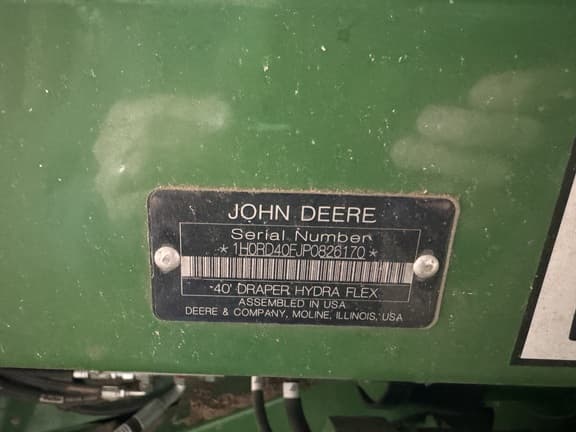 JOHN DEERE
Serial Number
*1H0RD40FJP0826170*
40' DRAPER HYDRA FLEX
ASSEMBLED IN USA
DEERE & COMPANY, MOLINE, ILLINOIS, USA